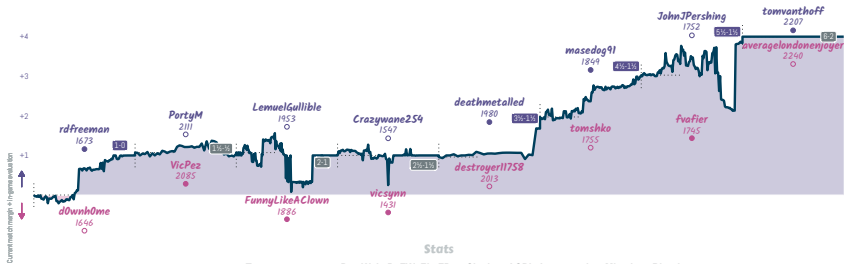 tomvanthoff
2207
JohnJPershing
1752
+4
5½-1½
6-2
averagelondonenjoyer
2240
masedog91
1849
4½-1½
+3
deathmetalled
1980
LemuelGullible
1953
PortyM
2111
Crazywane254
1547
+2
3½-1½
rdfreeman
1673
tomshko
1755
fvafier
1745
1-0
1½-½
+1
2-1
2½-1½
VicPez
2085
destroyer11758
2013
vicsynn
1431
FunnyLikeAClown
1886
d0wnh0me
1646
Current match margin + in-game evaluation
Stats